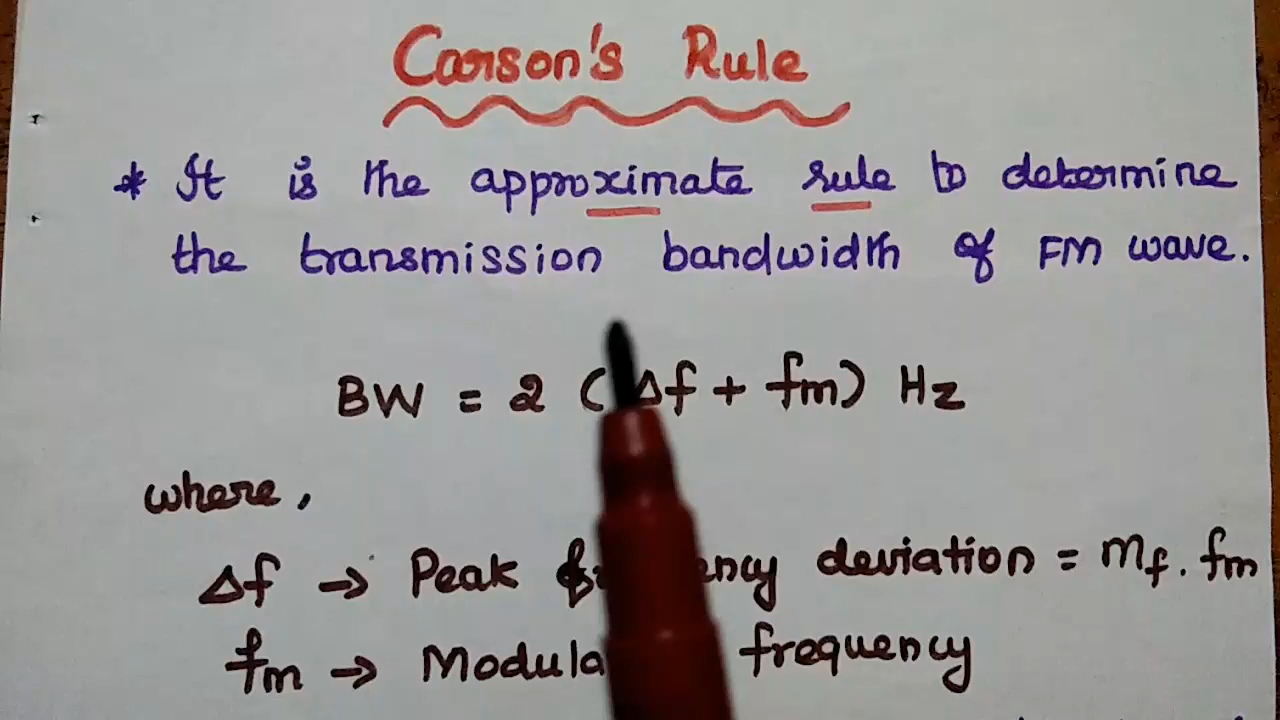 Carson's Rule
* It is the approximate rule to determine
the transmission bandwidth of FM wave.
BW = 2 (Δf + fm) Hz
where,
Δf → Peak deviation = mf . fm
fm → frequency